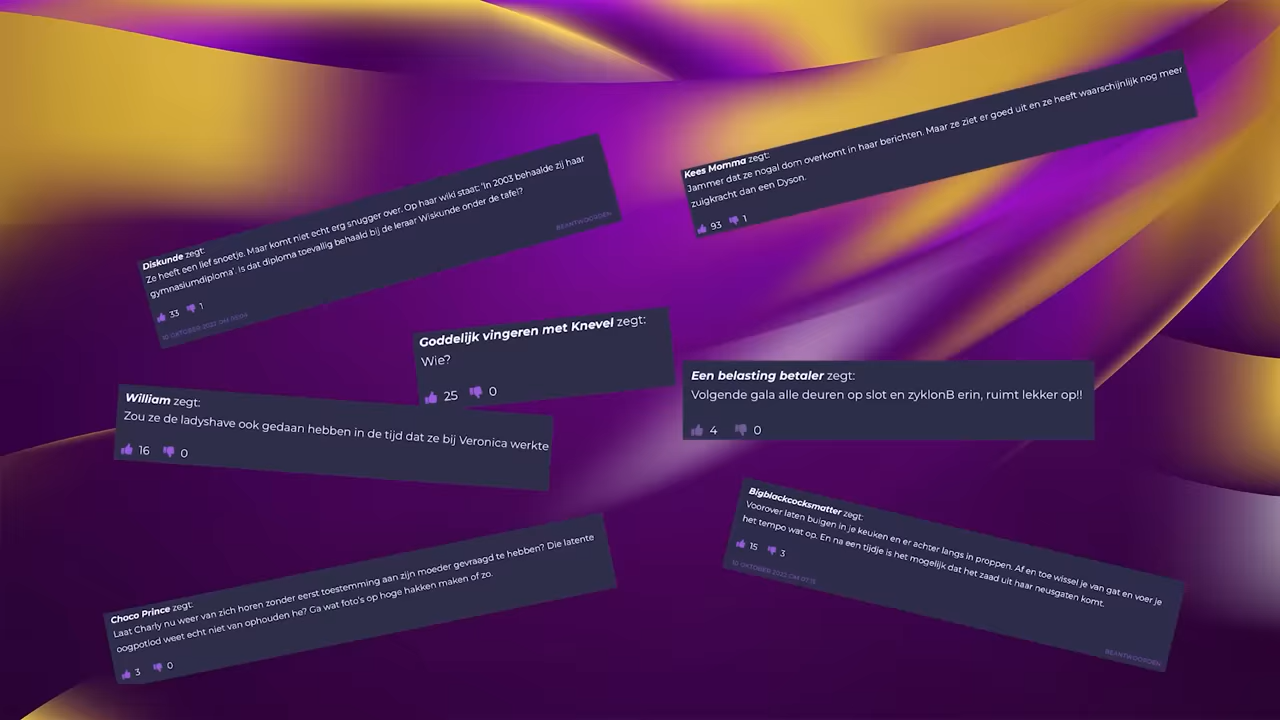 Kees Momma zegt:
Jammer dat ze nogal dom overkomt in haar berichten. Maar ze ziet er goed uit en ze heeft waarschijnlijk nog meer
zuigkracht dan een Dyson.
93 1
Diskunde zegt:
Ze heeft een lief snoetje. Maar komt niet echt erg snugger over. Op haar wiki staat: 'In 2003 behaalde zij haar
gymnasiumdiploma'. Is dat diploma toevallig behaald bij de leraar Wiskunde onder de tafel?
33 1
BEANTWOORDEN
Goddelijk vingeren met Knevel zegt:
Wie?
25 0
Een belasting betaler zegt:
Volgende gala alle deuren op slot en zyklonB erin, ruimt lekker op!!
4 0
William zegt:
Zou ze de ladyshave ook gedaan hebben in de tijd dat ze bij Veronica werkte
16 0
Bigblackcocksmatter zegt:
Voorover laten buigen in je keuken en er achter langs in proppen. Af en toe wissel je van gat en voer je
het tempo wat op. En na een tijdje is het mogelijk dat het zaad uit haar neusgaten komt.
15 3
BEANTWOORDEN
Choco Prince zegt:
Laat Charly nu weer van zich horen zonder eerst toestemming aan zijn moeder gevraagd te hebben? Die latente
oogpotlod weet echt niet van ophouden he? Ga wat foto's op hoge hakken maken of zo.
3 0